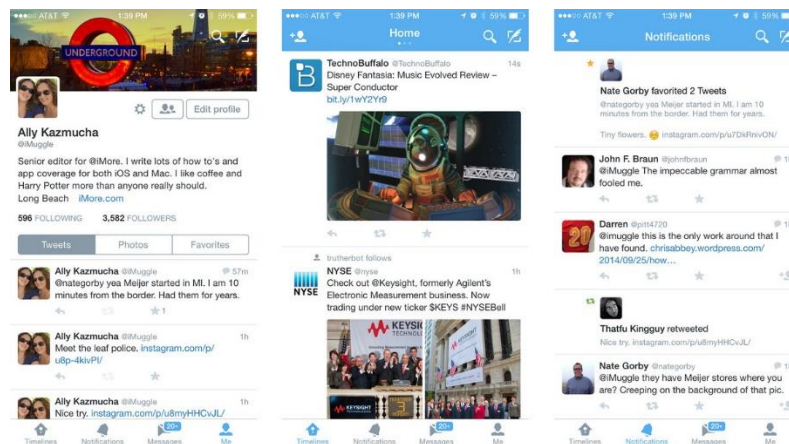 AT&T 1:39 PM 59%
UNDERGROUND
Edit profile
Ally Kazmucha
@iMuggle
Senior editor for @iMore. I write lots of how to's and
app coverage for both iOS and Mac. I like coffee and
Harry Potter more than anyone really should.
Long Beach iMore.com
596 FOLLOWING 3,582 FOLLOWERS
Tweets Photos Favorites
Ally Kazmucha @iMuggle 57m
@nategorby yea Meijer started in MI. I am 10
minutes from the border. Had them for years.
1
Ally Kazmucha @iMuggle 1h
Meet the leaf police. instagram.com/p/
u8p-4kivPl/
Ally Kazmucha @iMuggle 1h
Nice try. instagram.com/p/u8myHHCvJL/
20+
Timelines Notifications Messages Me
AT&T 1:39 PM 59%
Home
TechnoBuffalo @TechnoBuffalo 14s
Disney Fantasia: Music Evolved Review –
Super Conductor
bit.ly/1wY2Yr9
trutherbot follows
NYSE @nyse 1h
NYSE
Check out @Keysight, formerly Agilent's
Electronic Measurement business. Now
trading under new ticker $KEYS #NYSEBell
KEYSIGHT
TECHNOLOGIES
KEYSIGHT
20+
Timelines Notifications Messages Me
AT&T 1:39 PM 59%
Notifications
Nate Gorby favorited 2 Tweets
@nategorby yea Meijer started in MI. I am 10
minutes from the border. Had them for years.
Tiny flowers. 😄 instagram.com/p/u7DkRnivON/
John F. Braun @johnfbraun
@iMuggle The impeccable grammar almost
fooled me.
Darren @pitt4720
@imuggle this is the only work around that I
have found. chrisabbey.wordpress.com/
2014/09/25/how…
20
Thatfu Kingguy retweeted
Nice try. instagram.com/p/u8myHHCvJL/
Nate Gorby @nategorby
@iMuggle they have Meijer stores where you
are? Creeping on the background of that pic.
20+
Timelines Notifications Messages Me